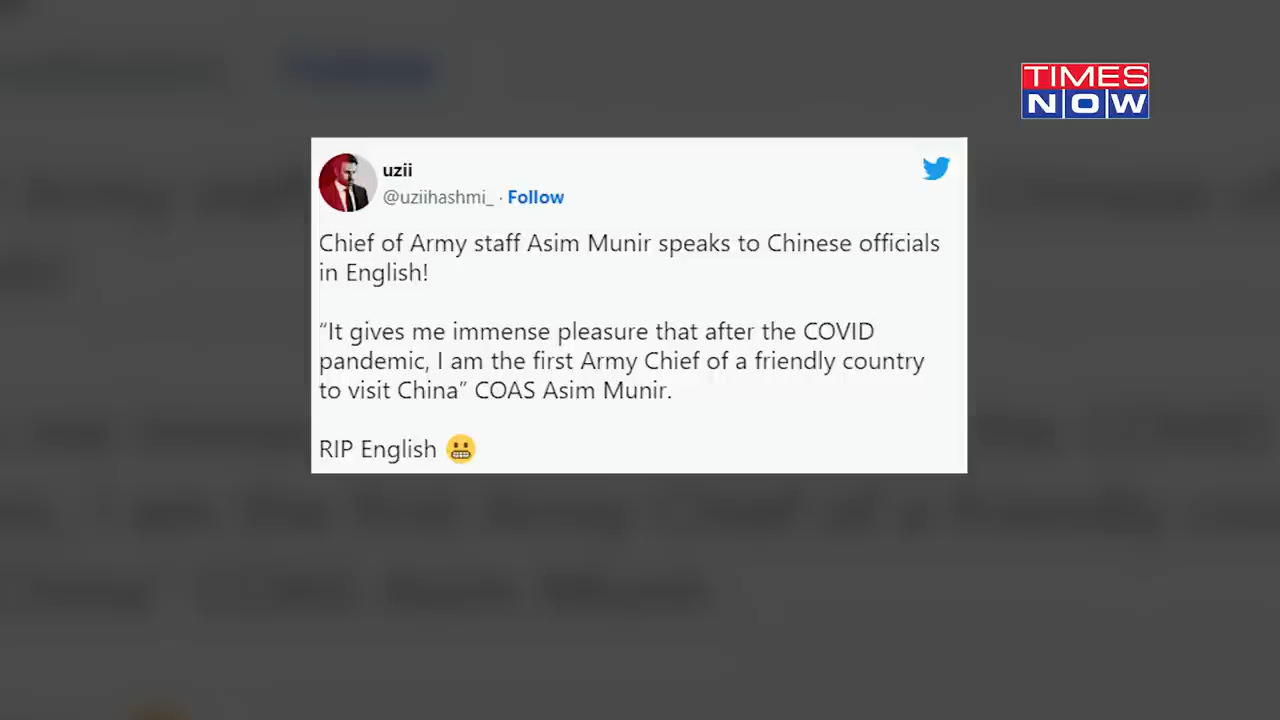 TIMES
NOW
uzii
@uziihashmi_ · Follow
Chief of Army staff Asim Munir speaks to Chinese officials
in English!
“It gives me immense pleasure that after the COVID
pandemic, I am the first Army Chief of a friendly country
to visit China” COAS Asim Munir.
RIP English 😬